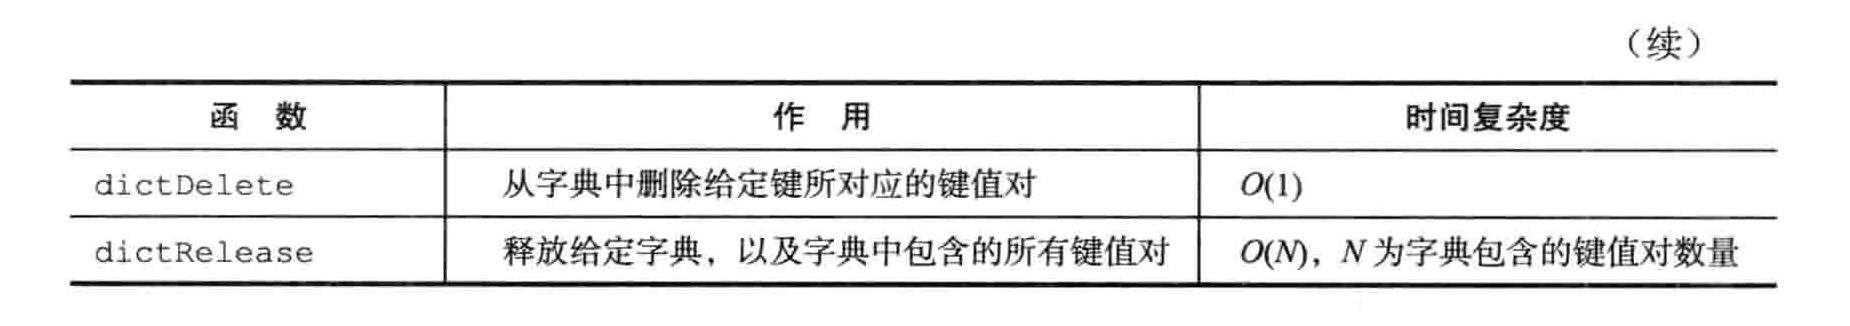 （续）
函 数 作 用 时间复杂度
dictDelete 从字典中删除给定键所对应的键值对 O(1)
dictRelease 释放给定字典，以及字典中包含的所有键值对 O(N)，N 为字典包含的键值对数量